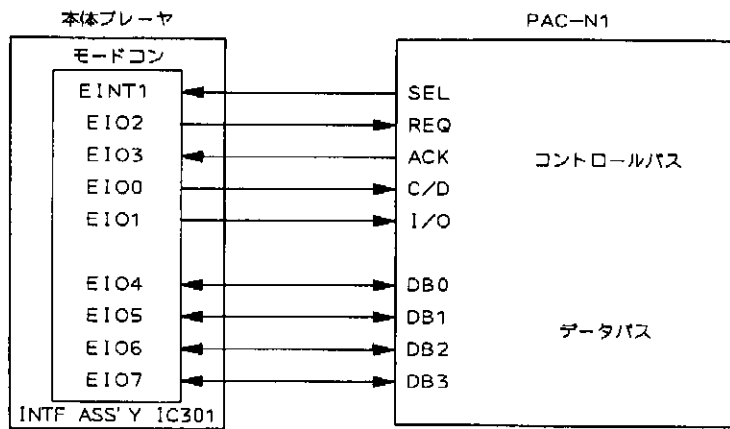 本体プレーヤ
PAC-N1
モードコン
EINT1
SEL
EIO2
REQ
EIO3
ACK
コントロールバス
EIO0
C/D
EIO1
I/O
EIO4
DB0
EIO5
DB1
データバス
EIO6
DB2
EIO7
DB3
INTF ASS'Y IC301